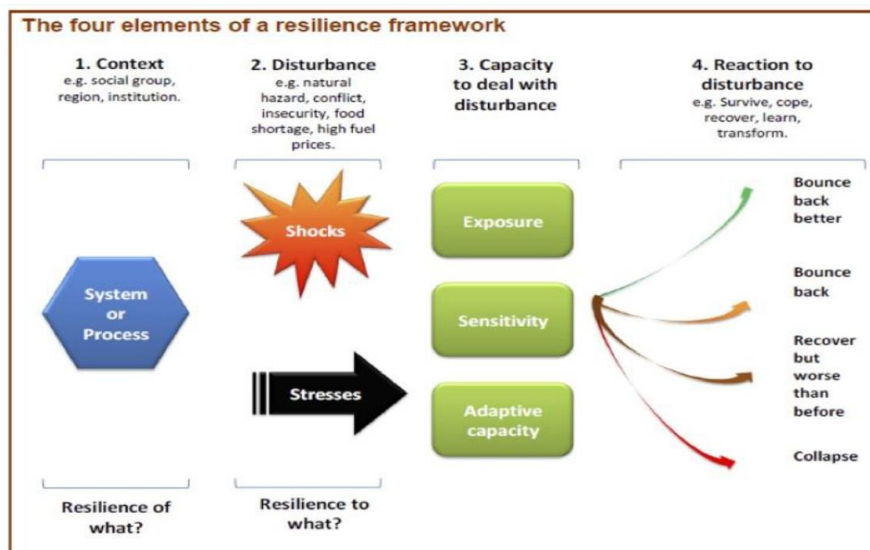 The four elements of a resilience framework
1. Context
e.g. social group,
region, institution.
2. Disturbance
e.g. natural
hazard, conflict,
insecurity, food
shortage, high fuel
prices.
3. Capacity
to deal with
disturbance
4. Reaction to
disturbance
e.g. Survive, cope,
recover, learn,
transform.
System
or
Process
Shocks
Stresses
Exposure
Sensitivity
Adaptive
capacity
Bounce
back
better
Bounce
back
Recover
but
worse
than
before
Collapse
Resilience of
what?
Resilience to
what?